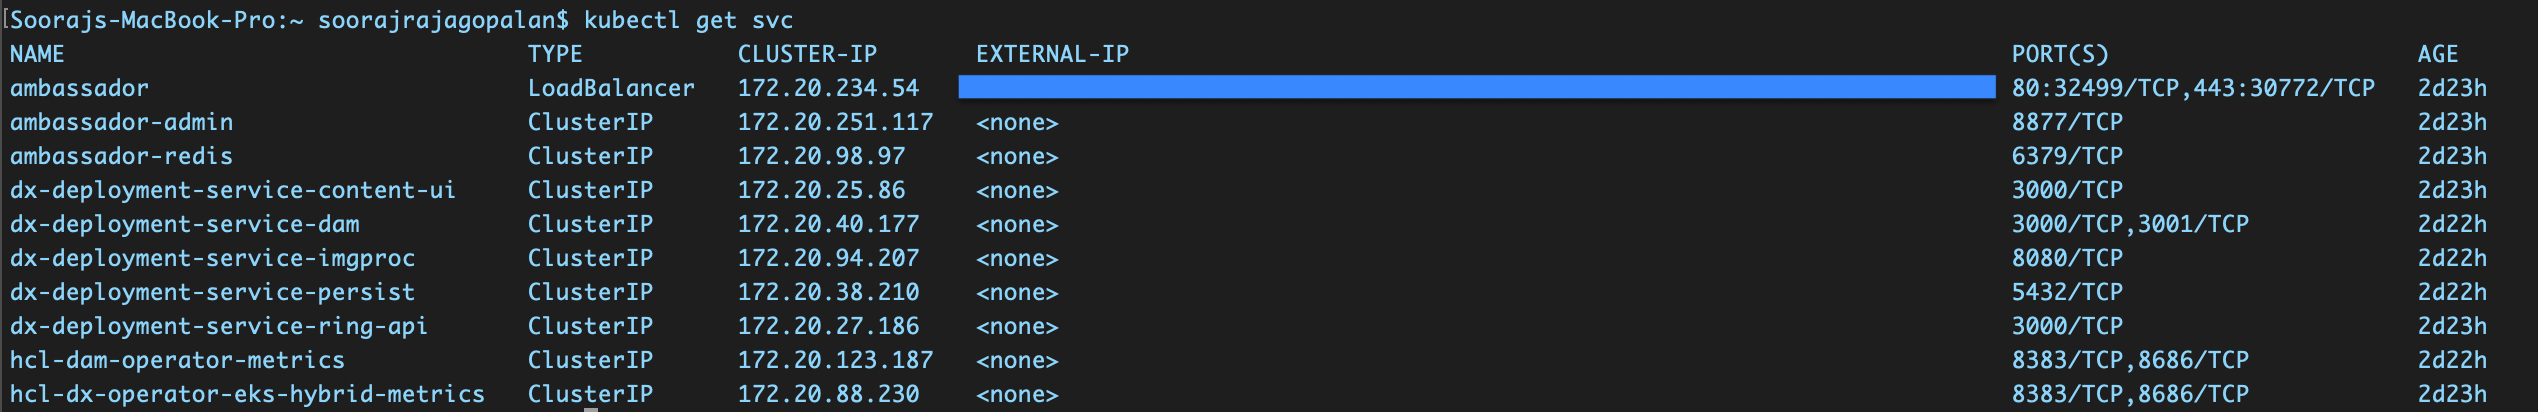 [Soorajs-MacBook-Pro:~ soorajrajagopalan$ kubectl get svc
NAME TYPE CLUSTER-IP EXTERNAL-IP PORT(S) AGE
ambassador LoadBalancer 172.20.234.54 80:32499/TCP,443:30772/TCP 2d23h
ambassador-admin ClusterIP 172.20.251.117 <none> 8877/TCP 2d23h
ambassador-redis ClusterIP 172.20.98.97 <none> 6379/TCP 2d23h
dx-deployment-service-content-ui ClusterIP 172.20.25.86 <none> 3000/TCP 2d23h
dx-deployment-service-dam ClusterIP 172.20.40.177 <none> 3000/TCP,3001/TCP 2d22h
dx-deployment-service-imgproc ClusterIP 172.20.94.207 <none> 8080/TCP 2d22h
dx-deployment-service-persist ClusterIP 172.20.38.210 <none> 5432/TCP 2d22h
dx-deployment-service-ring-api ClusterIP 172.20.27.186 <none> 3000/TCP 2d23h
hcl-dam-operator-metrics ClusterIP 172.20.123.187 <none> 8383/TCP,8686/TCP 2d22h
hcl-dx-operator-eks-hybrid-metrics ClusterIP 172.20.88.230 <none> 8383/TCP,8686/TCP 2d23h